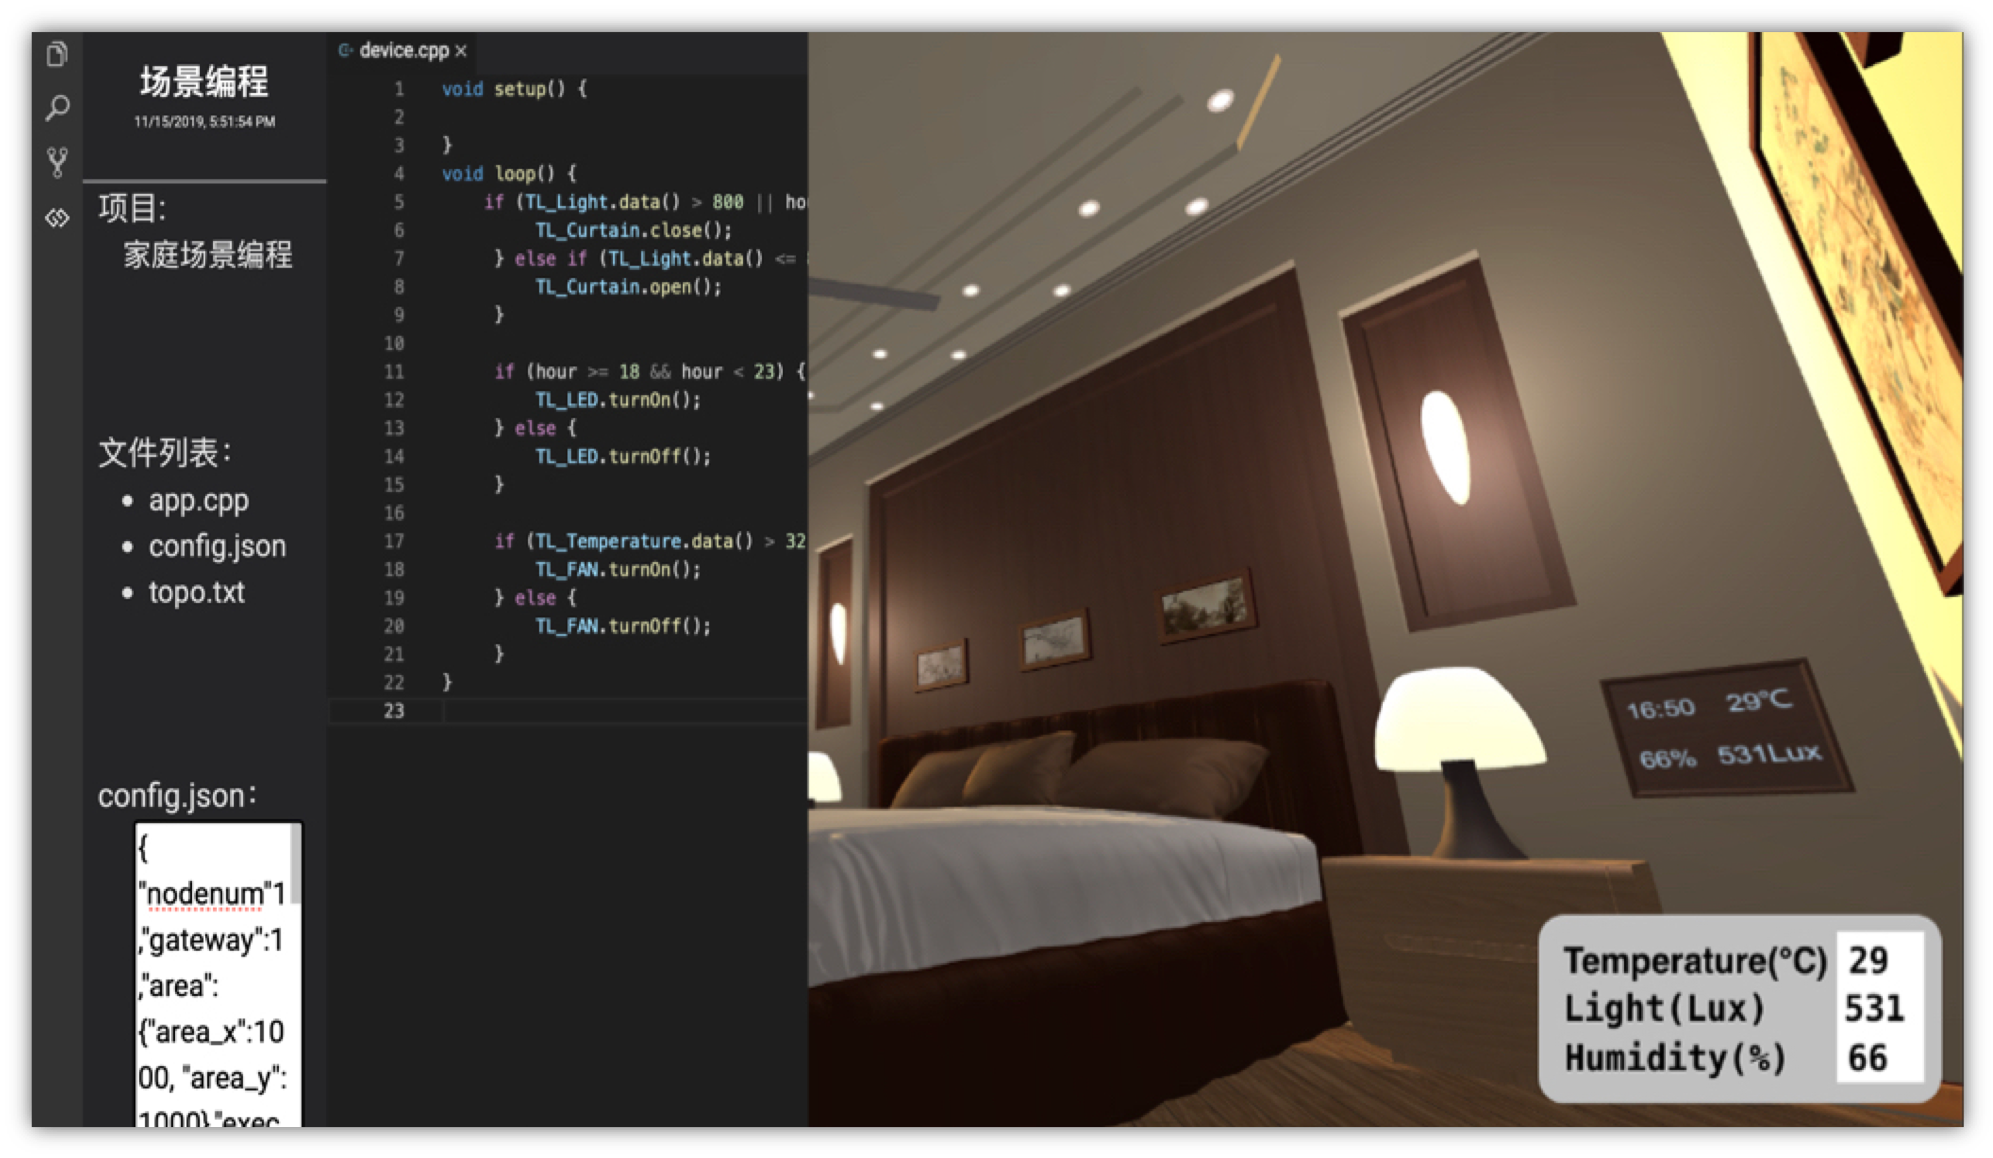 场景编程
11/15/2019, 5:51:54 PM
项目:
家庭场景编程
文件列表：
• app.cpp
• config.json
• topo.txt
config.json：
{
"nodenum"1
,"gateway":1
,"area":
{"area_x":10
00, "area_y":
1000},"exec
device.cpp ×
1 void setup() {
2
3 }
4 void loop() {
5 if (TL_Light.data() > 800 || ho
6 TL_Curtain.close();
7 } else if (TL_Light.data() <=
8 TL_Curtain.open();
9 }
10
11 if (hour >= 18 && hour < 23) {
12 TL_LED.turnOn();
13 } else {
14 TL_LED.turnOff();
15 }
16
17 if (TL_Temperature.data() > 32
18 TL_FAN.turnOn();
19 } else {
20 TL_FAN.turnOff();
21 }
22 }
23
16:50 29°C
66% 531Lux
Temperature(°C) 29
Light(Lux) 531
Humidity(%) 66